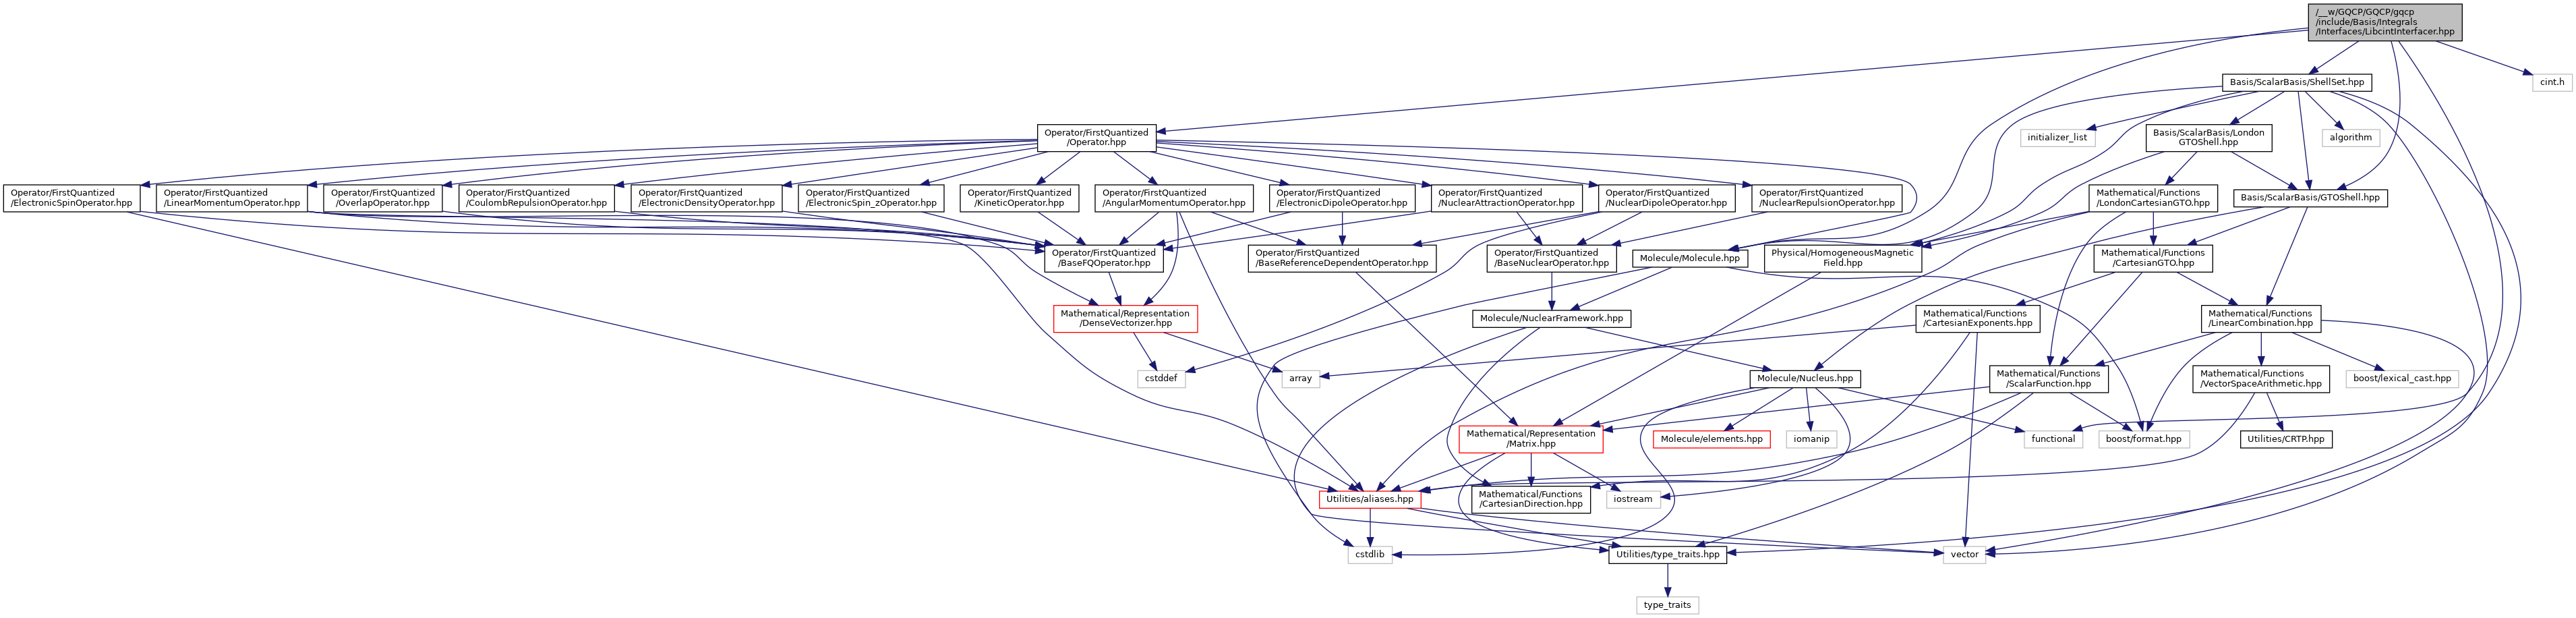 /__w/GQCP/GQCP/gqcp
/include/Basis/Integrals
/Interfaces/LibcintInterfacer.hpp
Basis/ScalarBasis/ShellSet.hpp
cint.h
Operator/FirstQuantized
/Operator.hpp
initializer_list
Basis/ScalarBasis/London
GTOShell.hpp
algorithm
Operator/FirstQuantized
/ElectronicSpinOperator.hpp
Operator/FirstQuantized
/LinearMomentumOperator.hpp
Operator/FirstQuantized
/OverlapOperator.hpp
Operator/FirstQuantized
/CoulombRepulsionOperator.hpp
Operator/FirstQuantized
/ElectronicDensityOperator.hpp
Operator/FirstQuantized
/ElectronicSpin_zOperator.hpp
Operator/FirstQuantized
/KineticOperator.hpp
Operator/FirstQuantized
/AngularMomentumOperator.hpp
Operator/FirstQuantized
/ElectronicDipoleOperator.hpp
Operator/FirstQuantized
/NuclearAttractionOperator.hpp
Operator/FirstQuantized
/NuclearDipoleOperator.hpp
Operator/FirstQuantized
/NuclearRepulsionOperator.hpp
Mathematical/Functions
/LondonCartesianGTO.hpp
Basis/ScalarBasis/GTOShell.hpp
Operator/FirstQuantized
/BaseFQOperator.hpp
Operator/FirstQuantized
/BaseReferenceDependentOperator.hpp
Operator/FirstQuantized
/BaseNuclearOperator.hpp
Molecule/Molecule.hpp
Physical/HomogeneousMagnetic
Field.hpp
Mathematical/Functions
/CartesianGTO.hpp
Mathematical/Representation
/DenseVectorizer.hpp
Molecule/NuclearFramework.hpp
Mathematical/Functions
/CartesianExponents.hpp
Mathematical/Functions
/LinearCombination.hpp
cstddef
array
Molecule/Nucleus.hpp
Mathematical/Functions
/ScalarFunction.hpp
Mathematical/Functions
/VectorSpaceArithmetic.hpp
boost/lexical_cast.hpp
Mathematical/Representation
/Matrix.hpp
Molecule/elements.hpp
iomanip
functional
boost/format.hpp
Utilities/CRTP.hpp
Utilities/aliases.hpp
Mathematical/Functions
/CartesianDirection.hpp
iostream
cstdlib
Utilities/type_traits.hpp
vector
type_traits